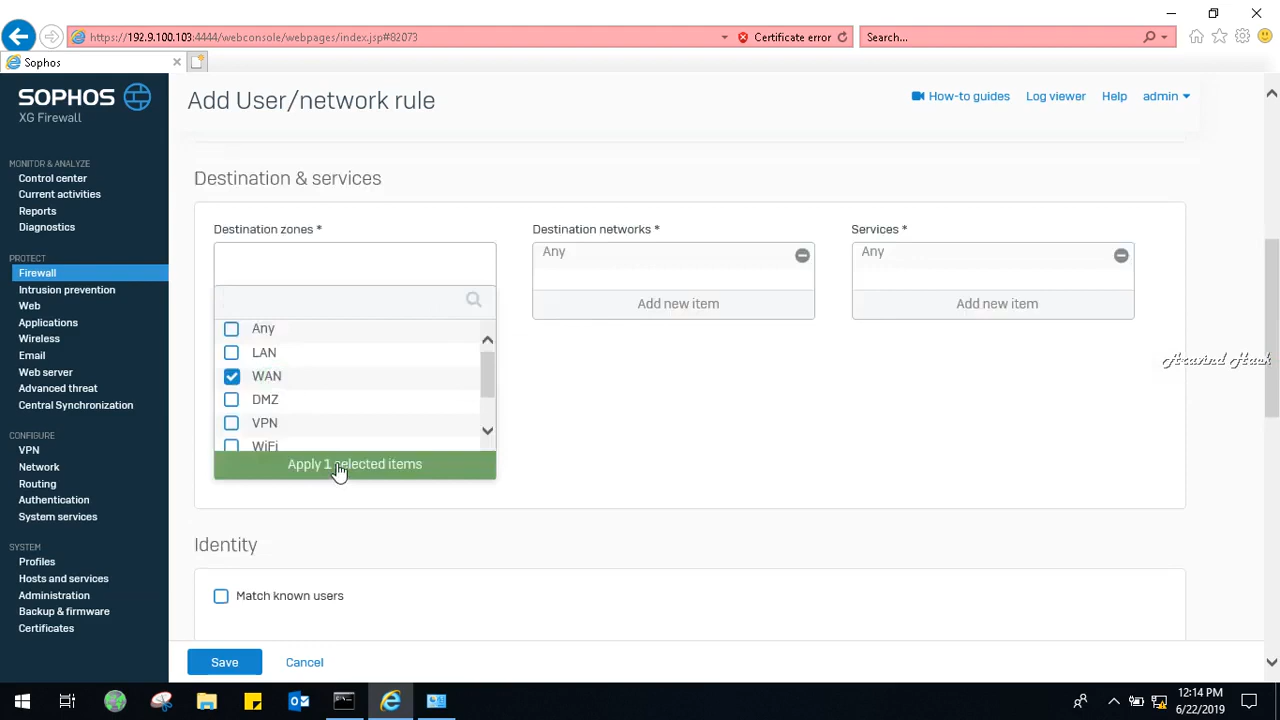 https://192.9.100.103:4444/webconsole/webpages/index.jsp#82073
Certificate error
Search...
Sophos
SOPHOS
XG Firewall
Add User/network rule
How-to guides
Log viewer
Help
admin
MONITOR & ANALYZE
Control center
Current activities
Reports
Diagnostics
PROTECT
Firewall
Intrusion prevention
Web
Applications
Wireless
Email
Web server
Advanced threat
Central Synchronization
CONFIGURE
VPN
Network
Routing
Authentication
System services
SYSTEM
Profiles
Hosts and services
Administration
Backup & firmware
Certificates
Destination & services
Destination zones *
Any
LAN
WAN
DMZ
VPN
WiFi
Apply 1 selected items
Destination networks *
Any
Add new item
Services *
Any
Add new item
Aravind Hack
Identity
Match known users
Save
Cancel
12:14 PM
6/22/2019